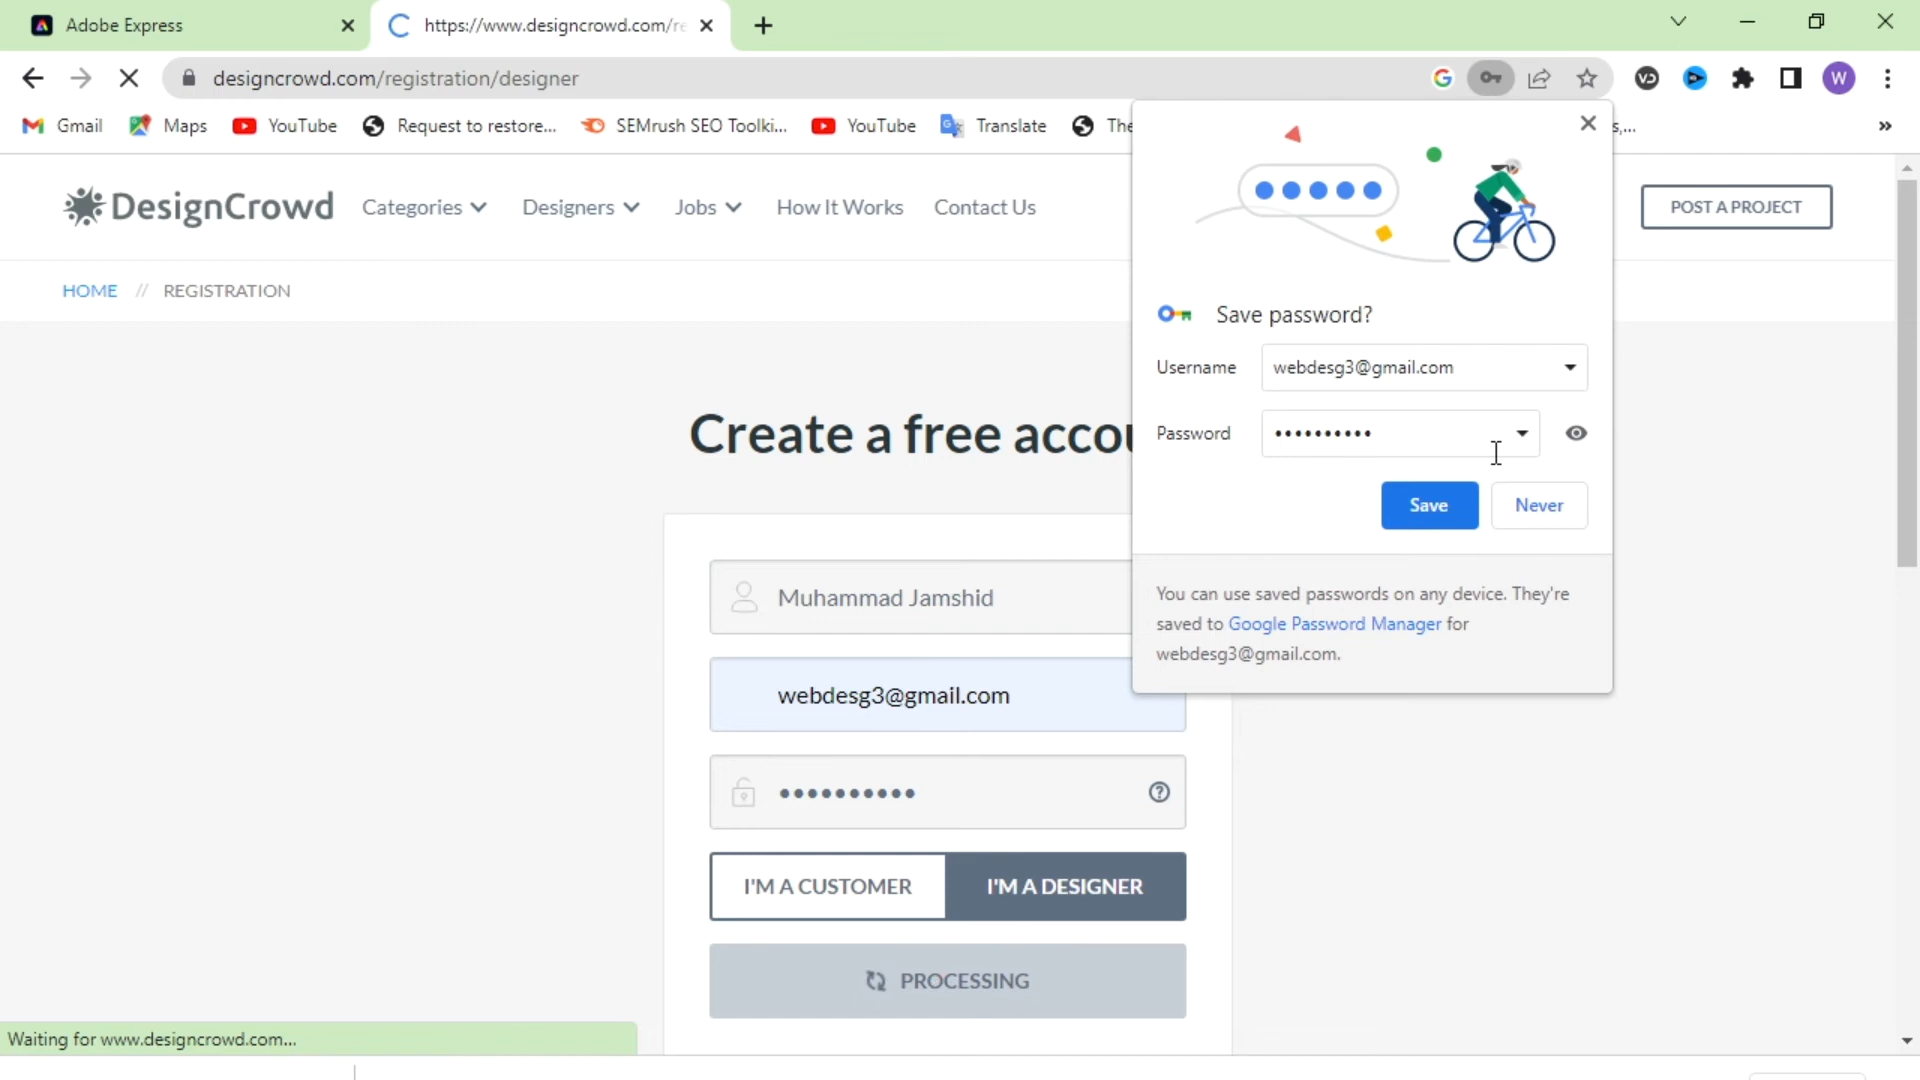 Adobe Express
https://www.designcrowd.com/re
designcrowd.com/registration/designer
W
Gmail
Maps
YouTube
Request to restore...
SEMrush SEO Toolki...
YouTube
Translate
The
s,...
DesignCrowd
Categories
Designers
Jobs
How It Works
Contact Us
POST A PROJECT
HOME // REGISTRATION
Create a free accou
Muhammad Jamshid
webdesg3@gmail.com
••••••••••
I'M A CUSTOMER
I'M A DESIGNER
PROCESSING
Save password?
Username
webdesg3@gmail.com
Password
••••••••••
Save
Never
You can use saved passwords on any device. They're
saved to Google Password Manager for
webdesg3@gmail.com.
Waiting for www.designcrowd.com...